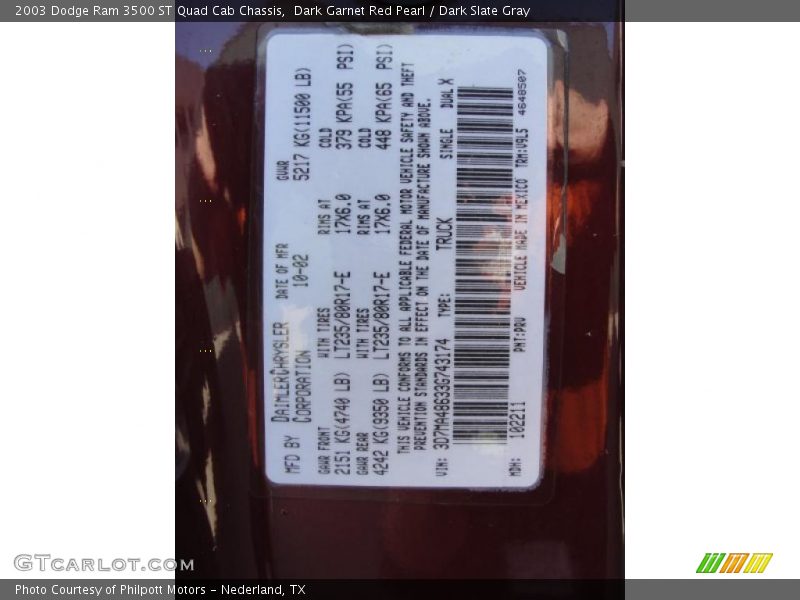 2003 Dodge Ram 3500 ST Quad Cab Chassis,  Dark Garnet Red Pearl / Dark Slate Gray
MFD BY DAIMLERCHRYSLER CORPORATION
DATE OF MFR 10-02
GVWR 5217 KG(11500 LB)
GAWR FRONT WITH TIRES RIMS AT COLD
2151 KG(4740 LB) LT235/80R17-E 17X6.0 379 KPA(55 PSI)
GAWR REAR WITH TIRES RIMS AT COLD
4242 KG(9350 LB) LT235/80R17-E 17X6.0 448 KPA(65 PSI)
THIS VEHICLE CONFORMS TO ALL APPLICABLE FEDERAL MOTOR VEHICLE SAFETY AND THEFT
PREVENTION STANDARDS IN EFFECT ON THE DATE OF MANUFACTURE SHOWN ABOVE.
VIN: 3D7MA48633G743174 TYPE: TRUCK SINGLE DUAL X
MDH: 102211 PNT:PRV VEHICLE MADE IN MEXICO TRM:V9L5 4648507
GTCARLOT.COM
Photo Courtesy of Philpott Motors - Nederland, TX